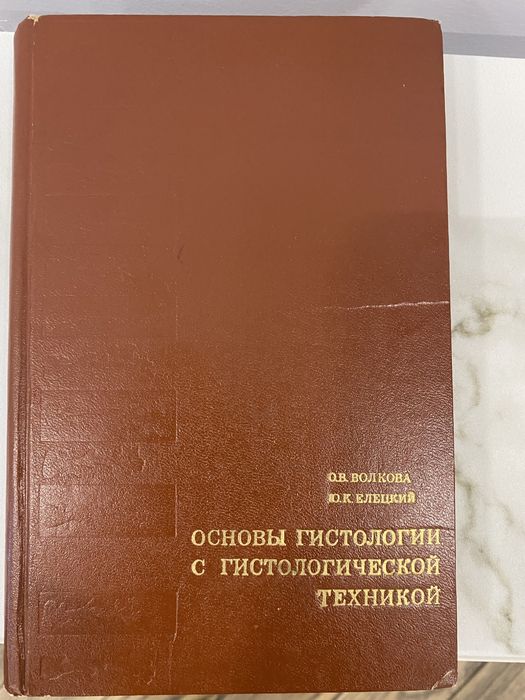 О.В. ВОЛКОВА
Ю.К. ЕЛЕЦКИЙ
ОСНОВЫ ГИСТОЛОГИИ
С ГИСТОЛОГИЧЕСКОЙ
ТЕХНИКОЙ